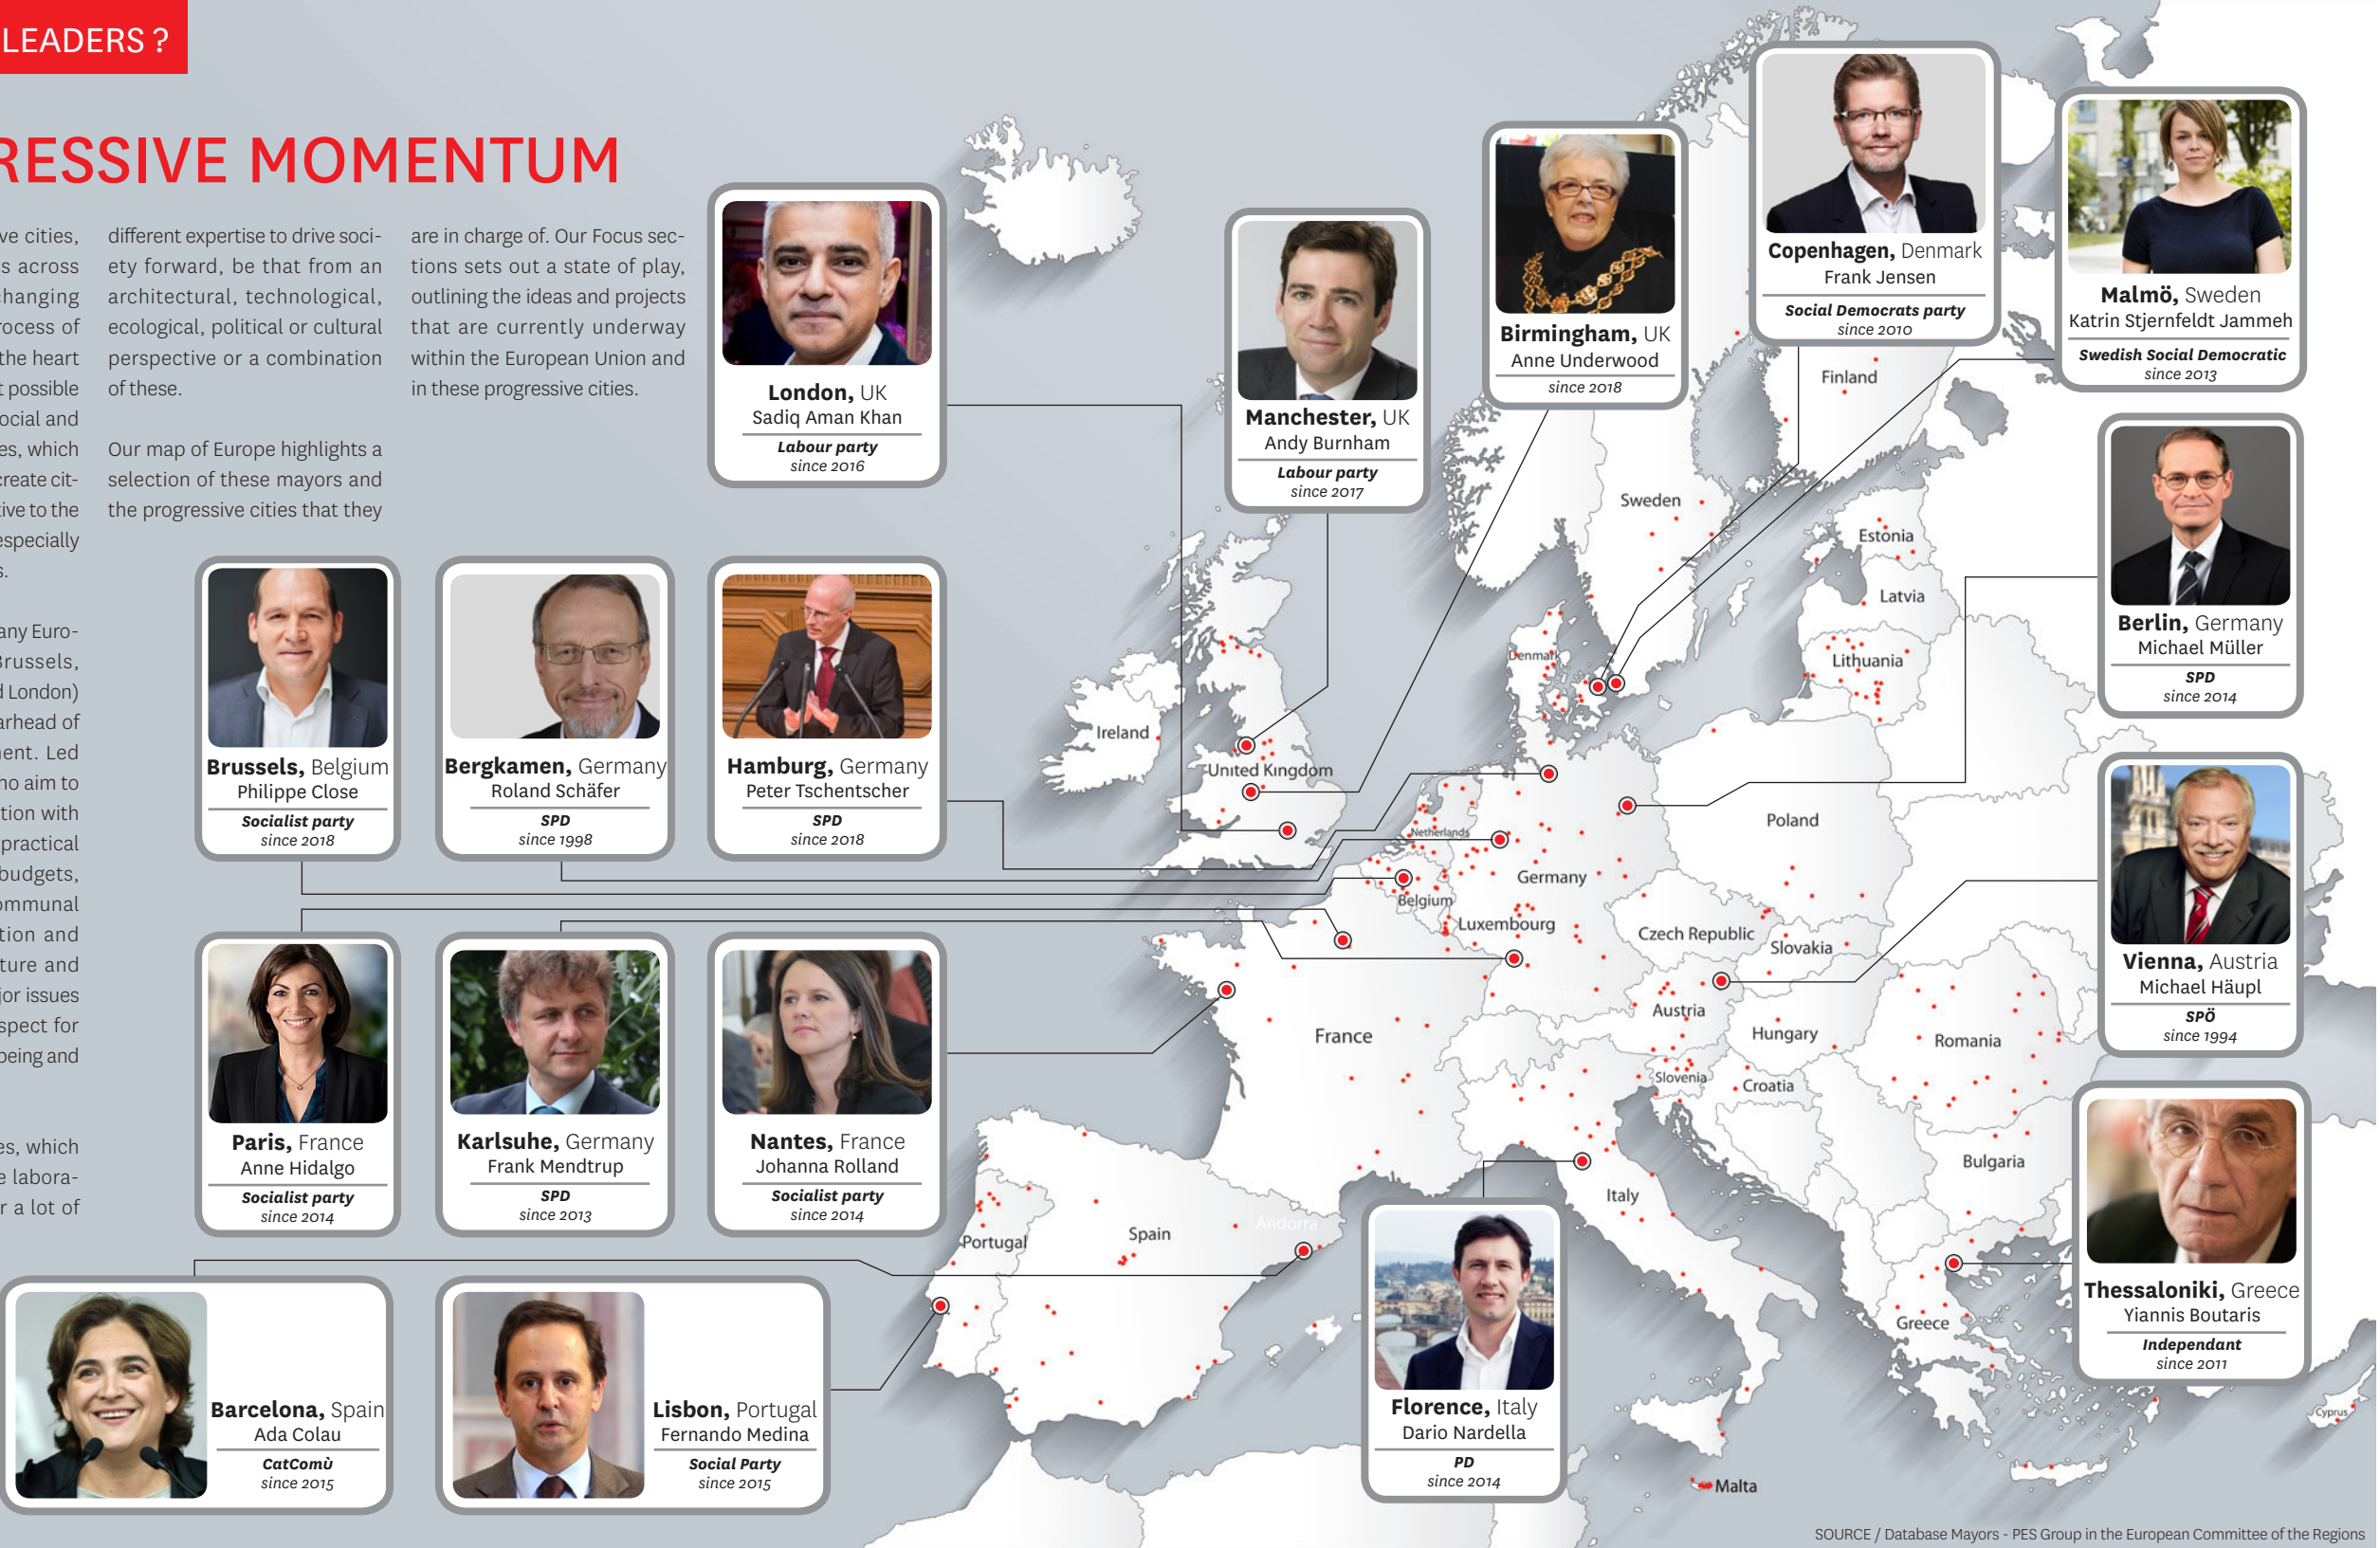 LEADERS ?
RESSIVE MOMENTUM
ve cities,
s across
changing
rocess of
the heart
t possible
ocial and
es, which
create cit-
tive to the
especially
s.
any Euro-
Brussels,
d London)
arhead of
ment. Led
ho aim to
tion with
practical
budgets,
ommunal
tion and
ture and
jor issues
spect for
being and
es, which
e labora-
r a lot of
different expertise to drive soci-
ety forward, be that from an
architectural, technological,
ecological, political or cultural
perspective or a combination
of these.
Our map of Europe highlights a
selection of these mayors and
the progressive cities that they
are in charge of. Our Focus sec-
tions sets out a state of play,
outlining the ideas and projects
that are currently underway
within the European Union and
in these progressive cities.
London, UK
Sadiq Aman Khan
Labour party
since 2016
Manchester, UK
Andy Burnham
Labour party
since 2017
Birmingham, UK
Anne Underwood
since 2018
Copenhagen, Denmark
Frank Jensen
Social Democrats party
since 2010
Malmö, Sweden
Katrin Stjernfeldt Jammeh
Swedish Social Democratic
since 2013
Berlin, Germany
Michael Müller
SPD
since 2014
Brussels, Belgium
Philippe Close
Socialist party
since 2018
Bergkamen, Germany
Roland Schäfer
SPD
since 1998
Hamburg, Germany
Peter Tschentscher
SPD
since 2018
Vienna, Austria
Michael Häupl
SPÖ
since 1994
Paris, France
Anne Hidalgo
Socialist party
since 2014
Karlsuhe, Germany
Frank Mendtrup
SPD
since 2013
Nantes, France
Johanna Rolland
Socialist party
since 2014
Thessaloniki, Greece
Yiannis Boutaris
Independant
since 2011
Barcelona, Spain
Ada Colau
CatComù
since 2015
Lisbon, Portugal
Fernando Medina
Social Party
since 2015
Florence, Italy
Dario Nardella
PD
since 2014
Finland
Sweden
Estonia
Latvia
Lithuania
Denmark
Ireland
United Kingdom
Netherlands
Poland
Germany
Belgium
Luxembourg
Czech Republic
Slovakia
Austria
France
Hungary
Romania
Slovenia
Croatia
Bulgaria
Italy
Andorra
Spain
Portugal
Greece
Cyprus
Malta
SOURCE / Database Mayors - PES Group in the European Committee of the Regions